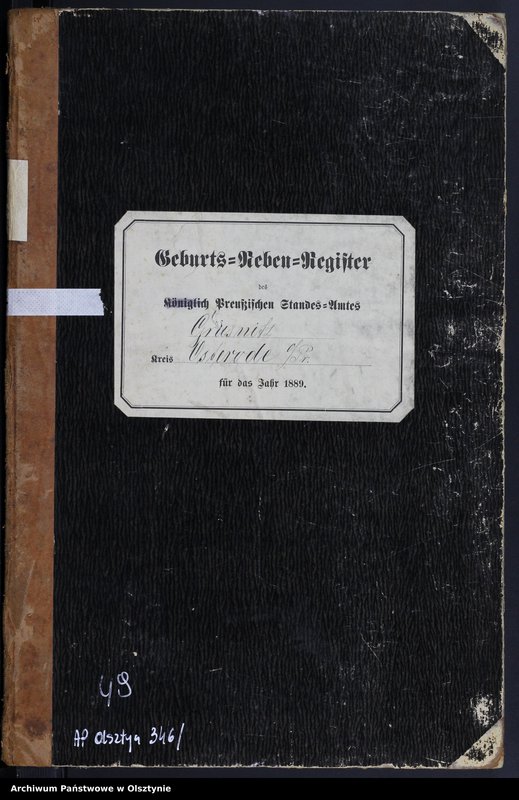 Geburts=Neben=Register
des
Königlich Preußischen Standes=Amtes
Kreis Osterode O/Pr.
für das Jahr 1889.
49
AP Olsztyn 346/
Archiwum Państwowe w Olsztynie